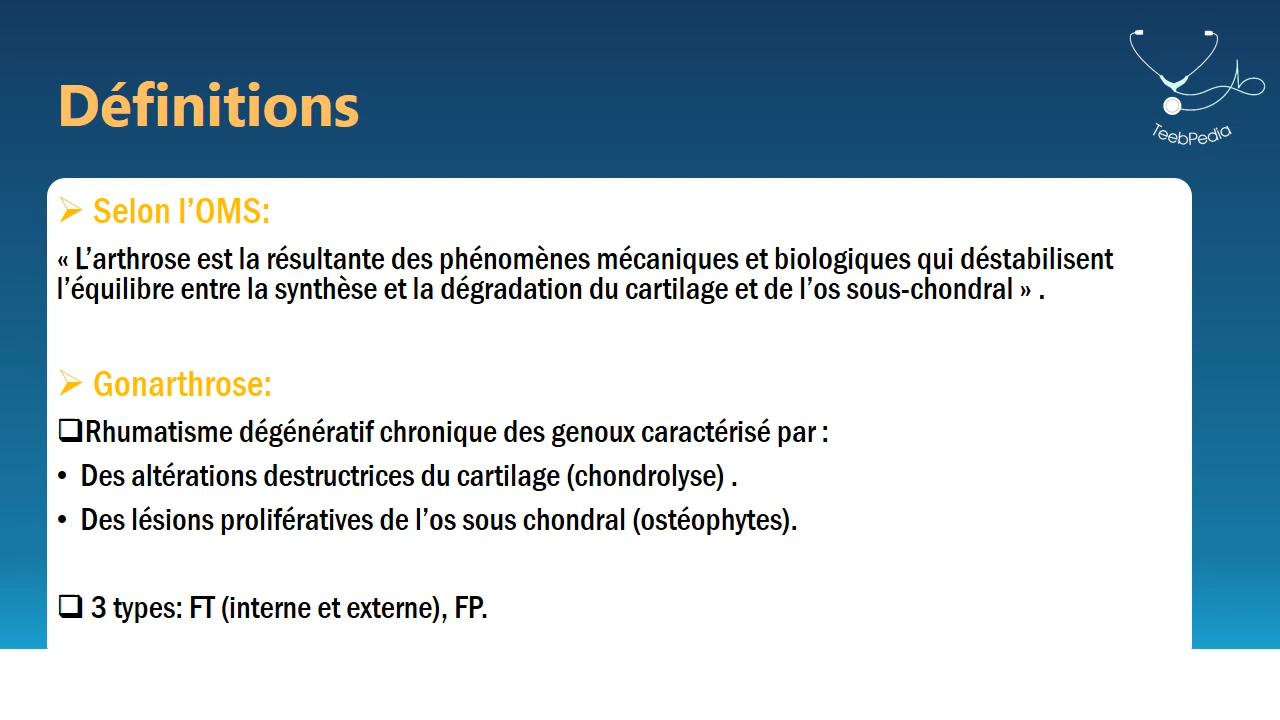 TeebPedia
Définitions
➢ Selon l’OMS:
« L’arthrose est la résultante des phénomènes mécaniques et biologiques qui déstabilisent
l’équilibre entre la synthèse et la dégradation du cartilage et de l’os sous-chondral » .
➢ Gonarthrose:
❑Rhumatisme dégénératif chronique des genoux caractérisé par :
• Des altérations destructrices du cartilage (chondrolyse) .
• Des lésions prolifératives de l’os sous chondral (ostéophytes).
❑ 3 types: FT (interne et externe), FP.